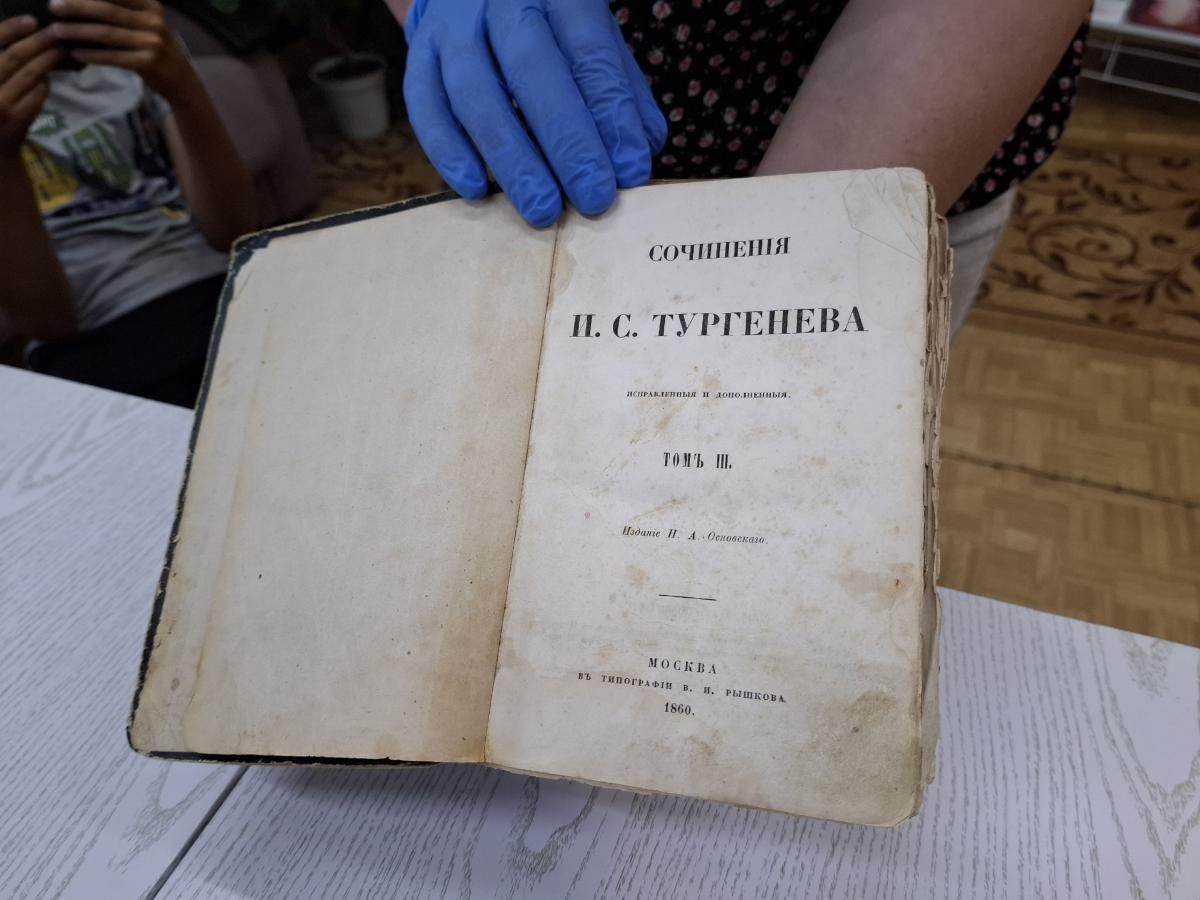 СОЧИНЕНІЯ
И. С. ТУРГЕНЕВА
ИСПРАВЛЕННЫЯ И ДОПОЛНЕННЫЯ.
ТОМЪ III.
Изданіе Н. А. Основскаго.
МОСКВА
ВЪ ТИПОГРАФІИ В. И. РЫШКОВА
1860.